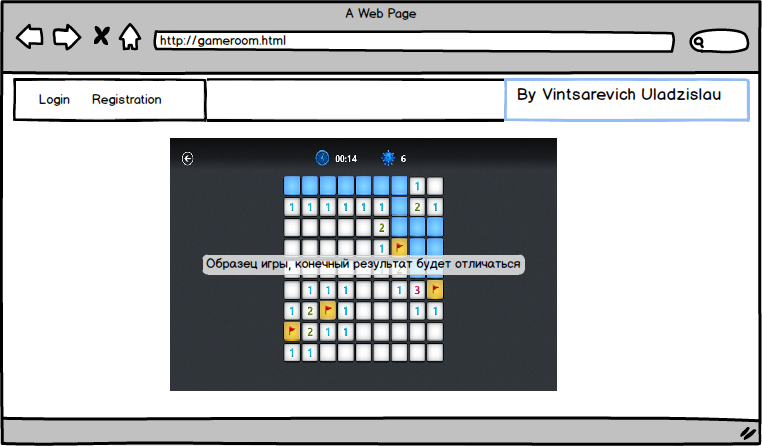 A Web Page
http://gameroom.html
Login Registration
By Vintsarevich Uladzislau
00:14 6
1
1 1 1 1 1 1 2 1
2
1
Образец игры, конечный результат будет отличаться
1 1 1 1 3
1 2 1 1 1
2 1 1
1 1